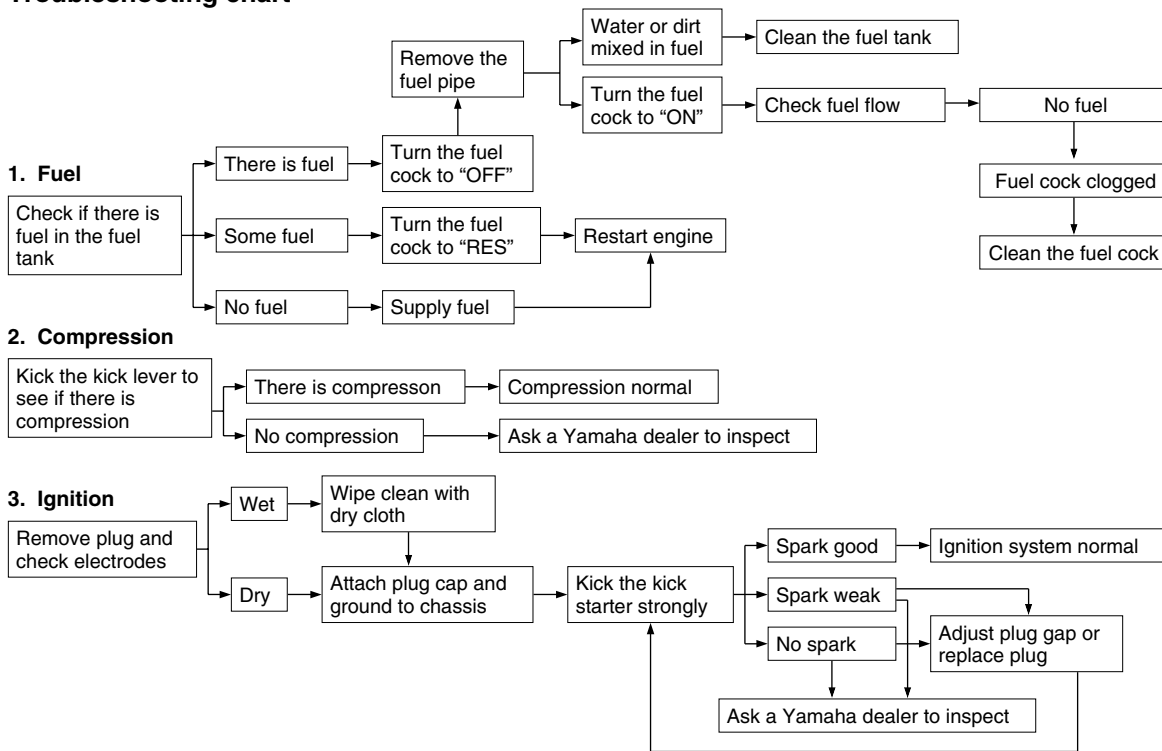 Water or dirt
mixed in fuel
Clean the fuel tank
Remove the
fuel pipe
Turn the fuel
cock to “ON”
Check fuel flow
No fuel
1. Fuel
There is fuel
Turn the fuel
cock to “OFF”
Fuel cock clogged
Check if there is
fuel in the fuel
tank
Some fuel
Turn the fuel
cock to “RES”
Restart engine
Clean the fuel cock
No fuel
Supply fuel
2. Compression
Kick the kick lever to
see if there is
compression
There is compresson
Compression normal
No compression
Ask a Yamaha dealer to inspect
3. Ignition
Remove plug and
check electrodes
Wet
Wipe clean with
dry cloth
Dry
Attach plug cap and
ground to chassis
Kick the kick
starter strongly
Spark good
Ignition system normal
Spark weak
No spark
Adjust plug gap or
replace plug
Ask a Yamaha dealer to inspect